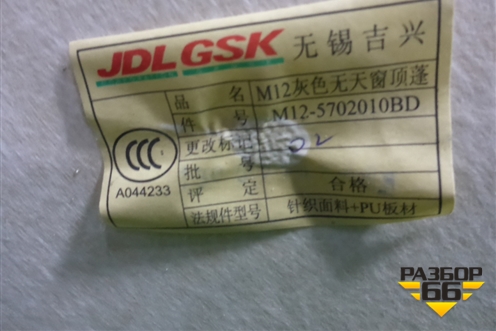 JDL GSK 无锡吉兴
品 名 M12灰色无天窗顶蓬
件 号 M12-5702010BD
更改标记 02
批 号
评 定 合格
法规件型号 针织面料+PU板材
CCC
A044233
РАЗБОР
66